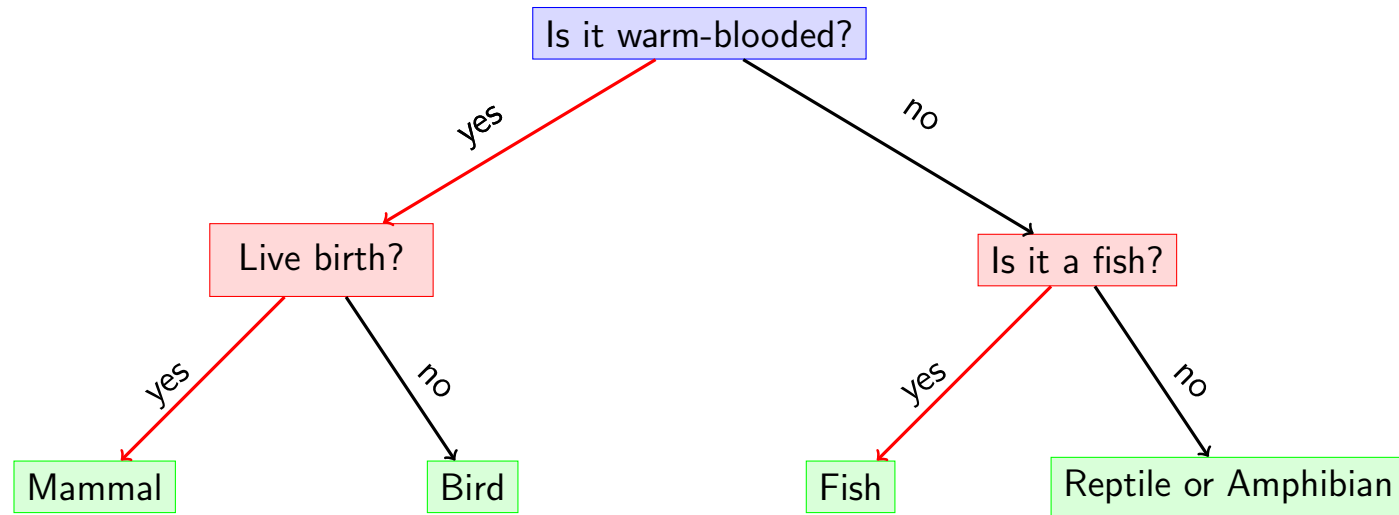 Is it warm-blooded?
yes
no
Live birth?
Is it a fish?
yes
no
yes
no
Mammal
Bird
Fish
Reptile or Amphibian